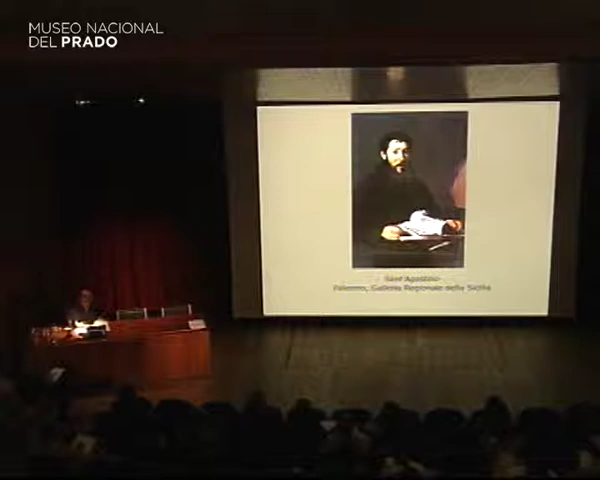 MUSEO NACIONAL
DEL PRADO
Sant'Agostino
Palermo, Galleria Regionale della Sicilia